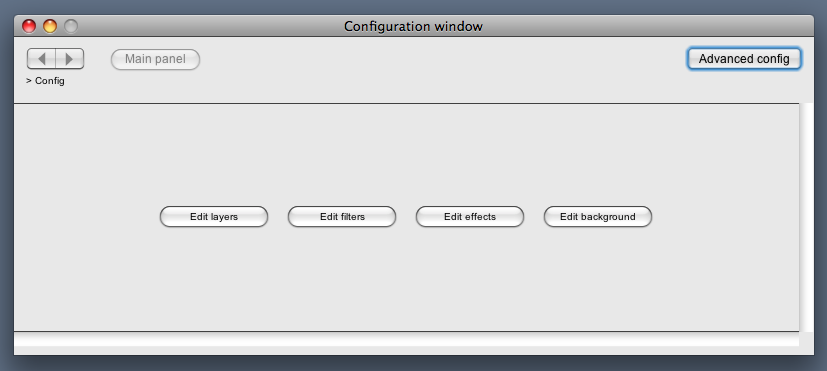 Configuration window
Main panel
Advanced config
> Config
Edit layers
Edit filters
Edit effects
Edit background